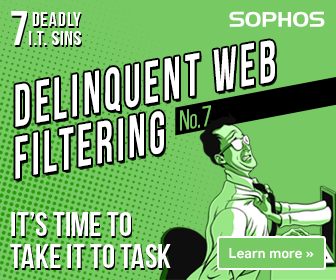 7 DEADLY
I.T. SINS
SOPHOS
DELINQUENT WEB
FILTERING
No.7
IT'S TIME TO
TAKE IT TO TASK
Learn more »